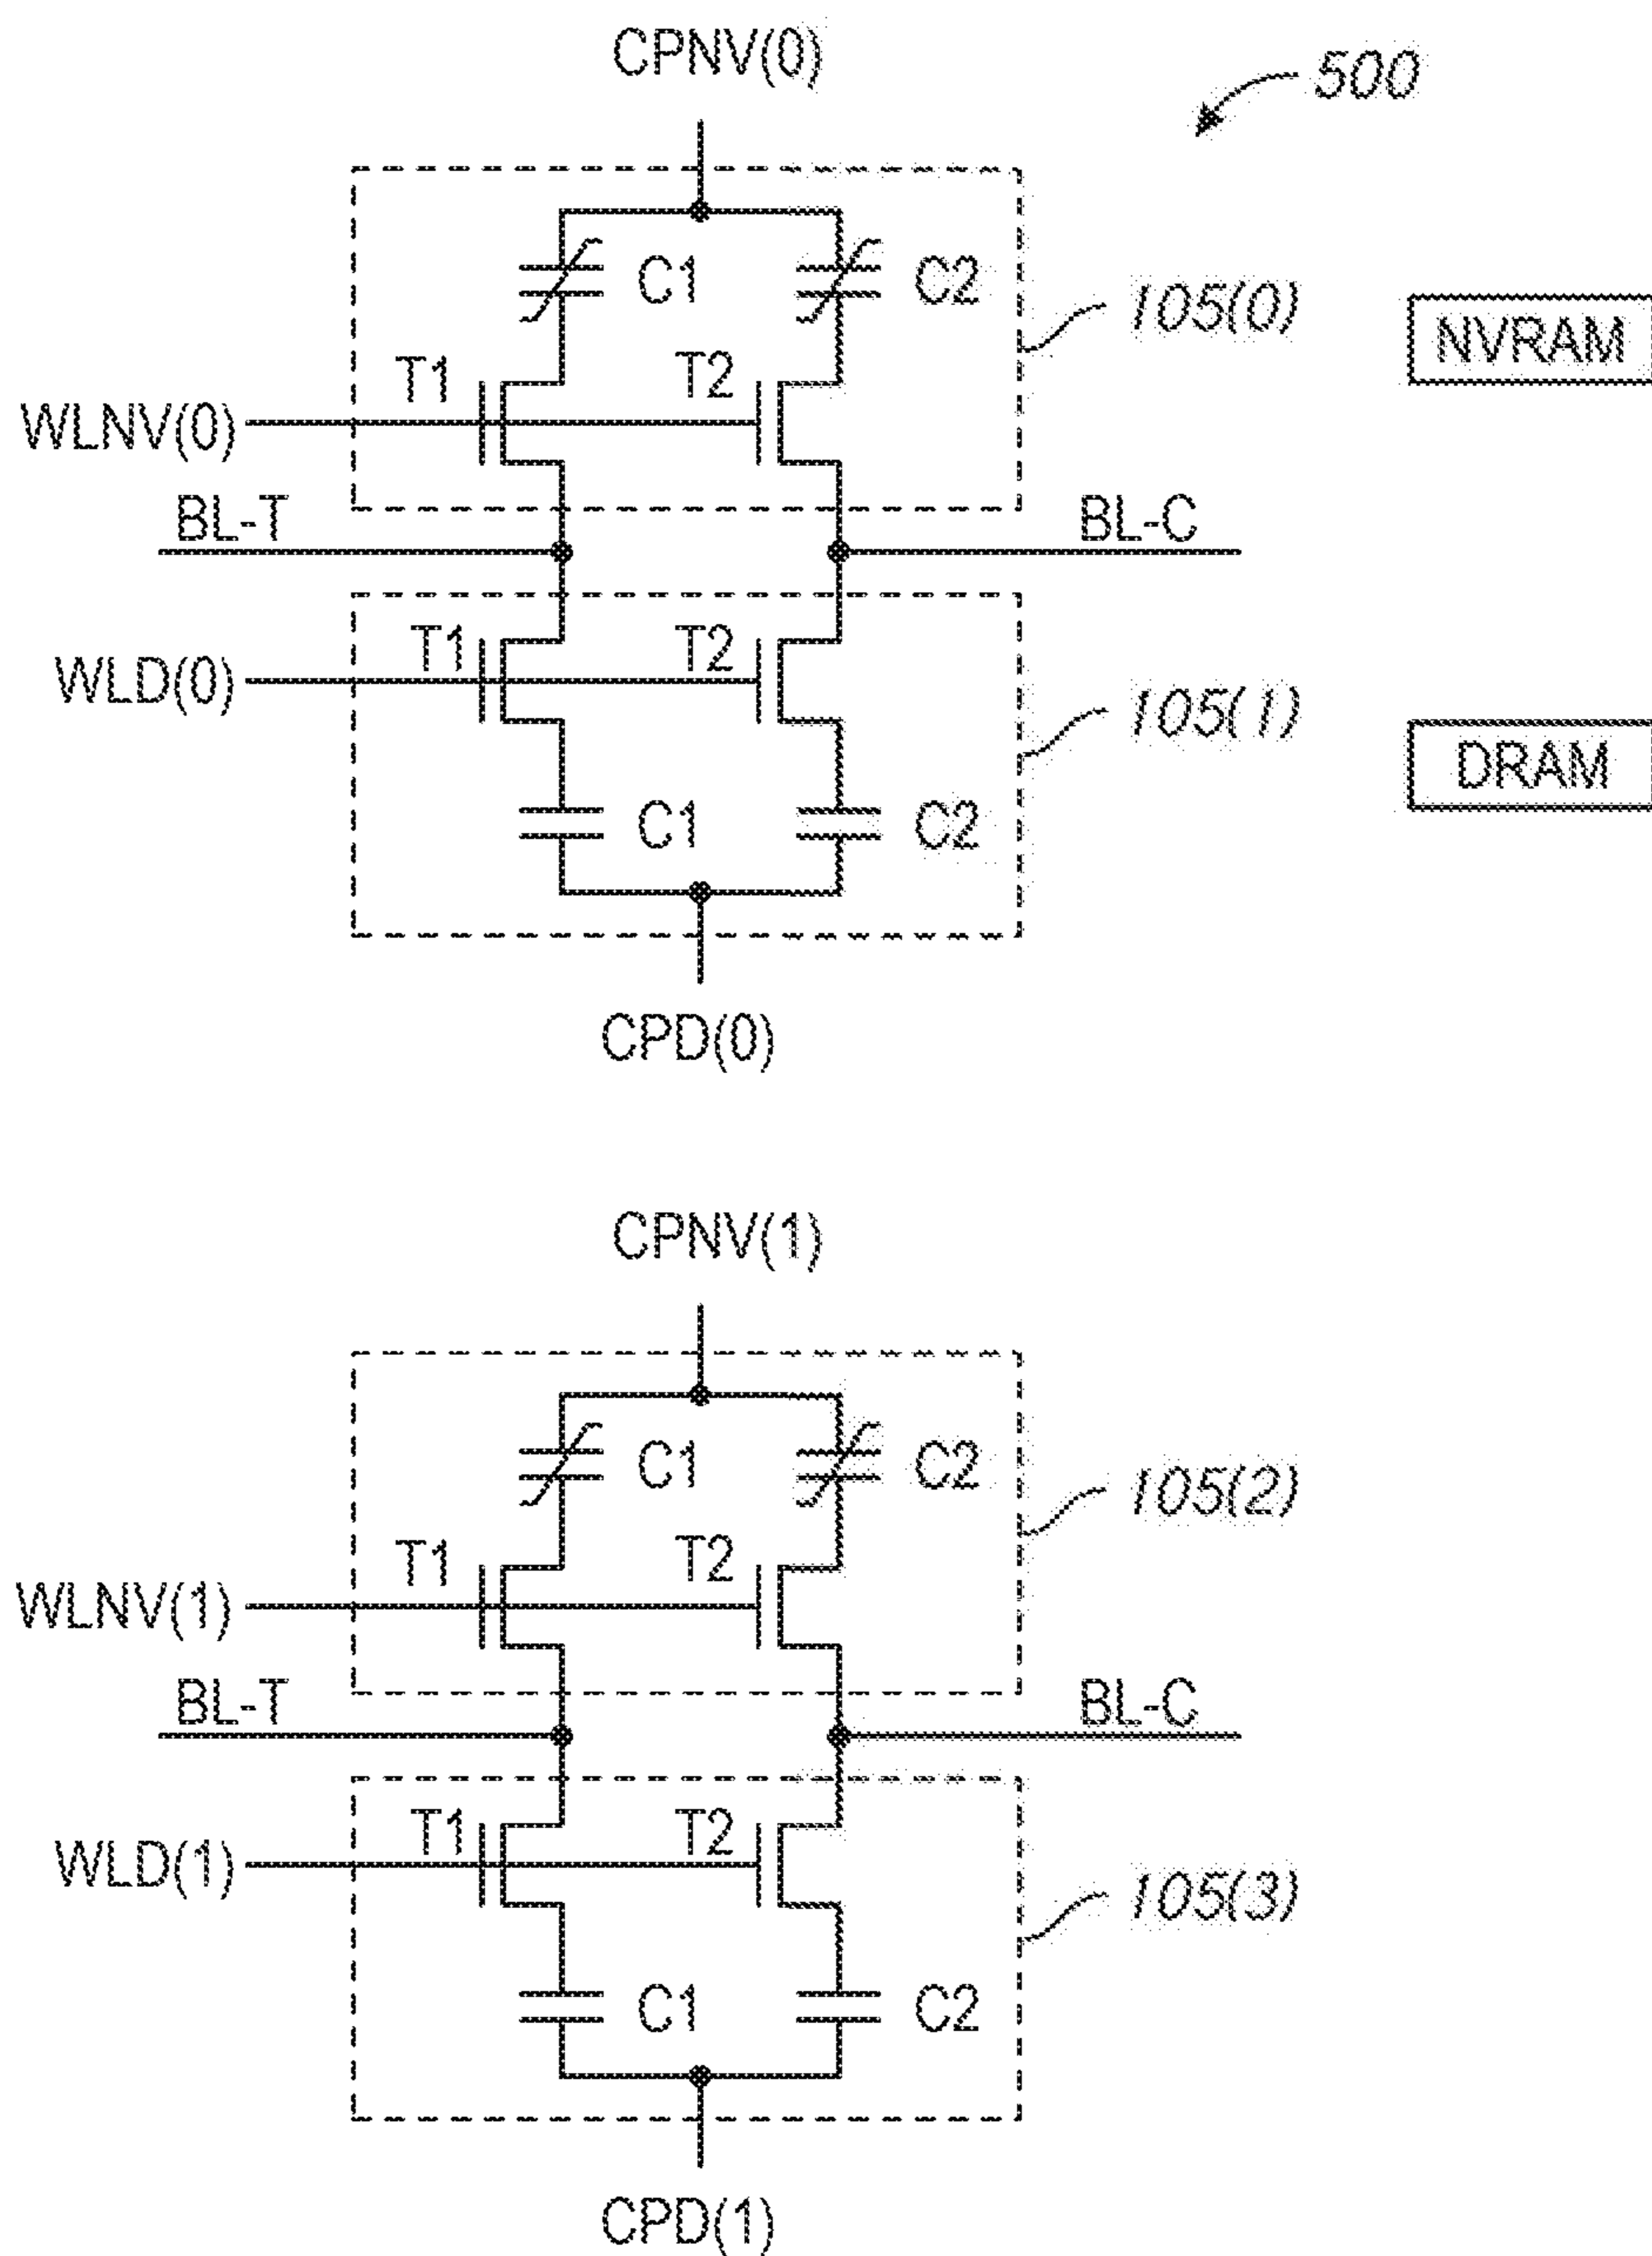 CPNV(0)
500
C1
C2
105(0)
NVRAM
T1
T2
WLNV(0)
BL-T
BL-C
T1
T2
WLD(0)
105(1)
DRAM
C1
C2
CPD(0)
CPNV(1)
C1
C2
105(2)
T1
T2
WLNV(1)
BL-T
BL-C
T1
T2
WLD(1)
105(3)
C1
C2
CPD(1)